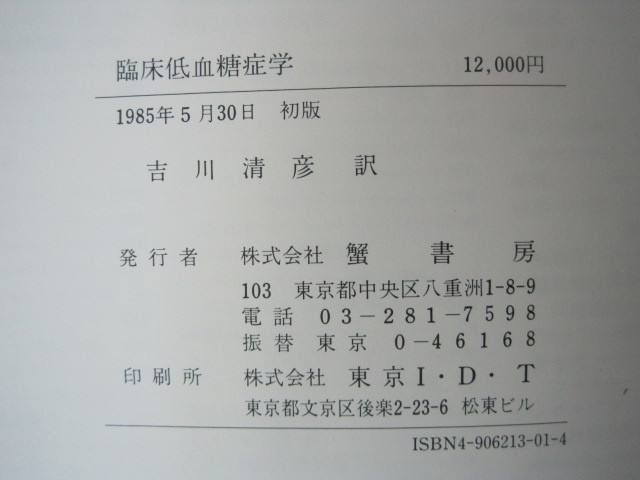 臨床低血糖症学 12,000円
1985年5月30日 初版
吉川清彦訳
発行者 株式会社 蟹書房
103 東京都中央区八重洲1-8-9
電話 03-281-7598
振替 東京 0-46168
印刷所 株式会社 東京I・D・T
東京都文京区後楽2-23-6 松東ビル
ISBN4-906213-01-4